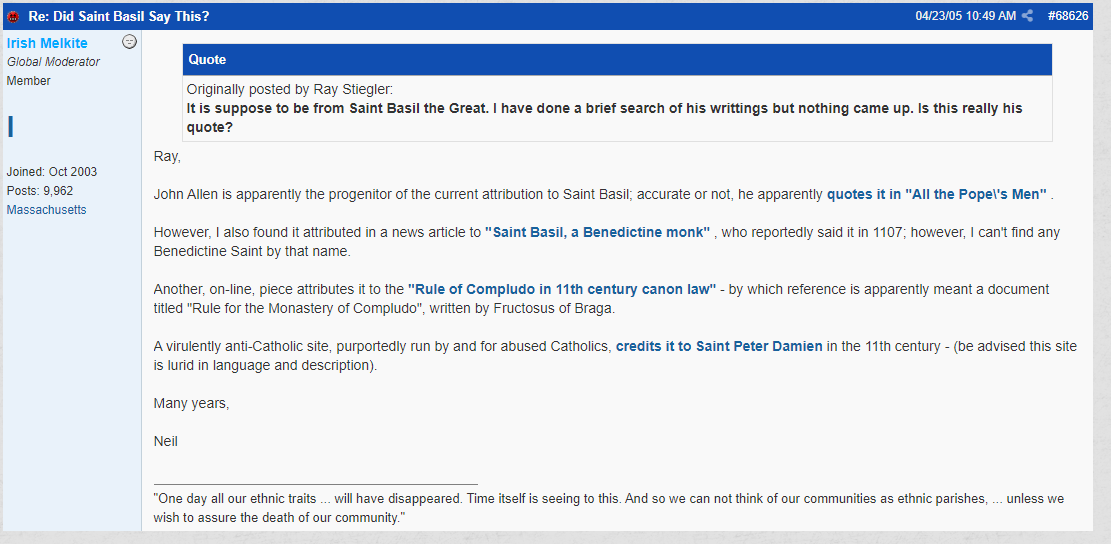 Re: Did Saint Basil Say This?
04/23/05 10:49 AM #68626
Irish Melkite
Global Moderator
Member
I
Joined: Oct 2003
Posts: 9,962
Massachusetts
Quote
Originally posted by Ray Stiegler:
It is suppose to be from Saint Basil the Great. I have done a brief search of his writtings but nothing came up. Is this really his
quote?
Ray,
John Allen is apparently the progenitor of the current attribution to Saint Basil; accurate or not, he apparently quotes it in "All the Pope\'s Men" .
However, I also found it attributed in a news article to "Saint Basil, a Benedictine monk" , who reportedly said it in 1107; however, I can't find any
Benedictine Saint by that name.
Another, on-line, piece attributes it to the "Rule of Compludo in 11th century canon law" - by which reference is apparently meant a document
titled "Rule for the Monastery of Compludo", written by Fructosus of Braga.
A virulently anti-Catholic site, purportedly run by and for abused Catholics, credits it to Saint Peter Damien in the 11th century - (be advised this site
is lurid in language and description).
Many years,
Neil
"One day all our ethnic traits ... will have disappeared. Time itself is seeing to this. And so we can not think of our communities as ethnic parishes, ... unless we
wish to assure the death of our community."